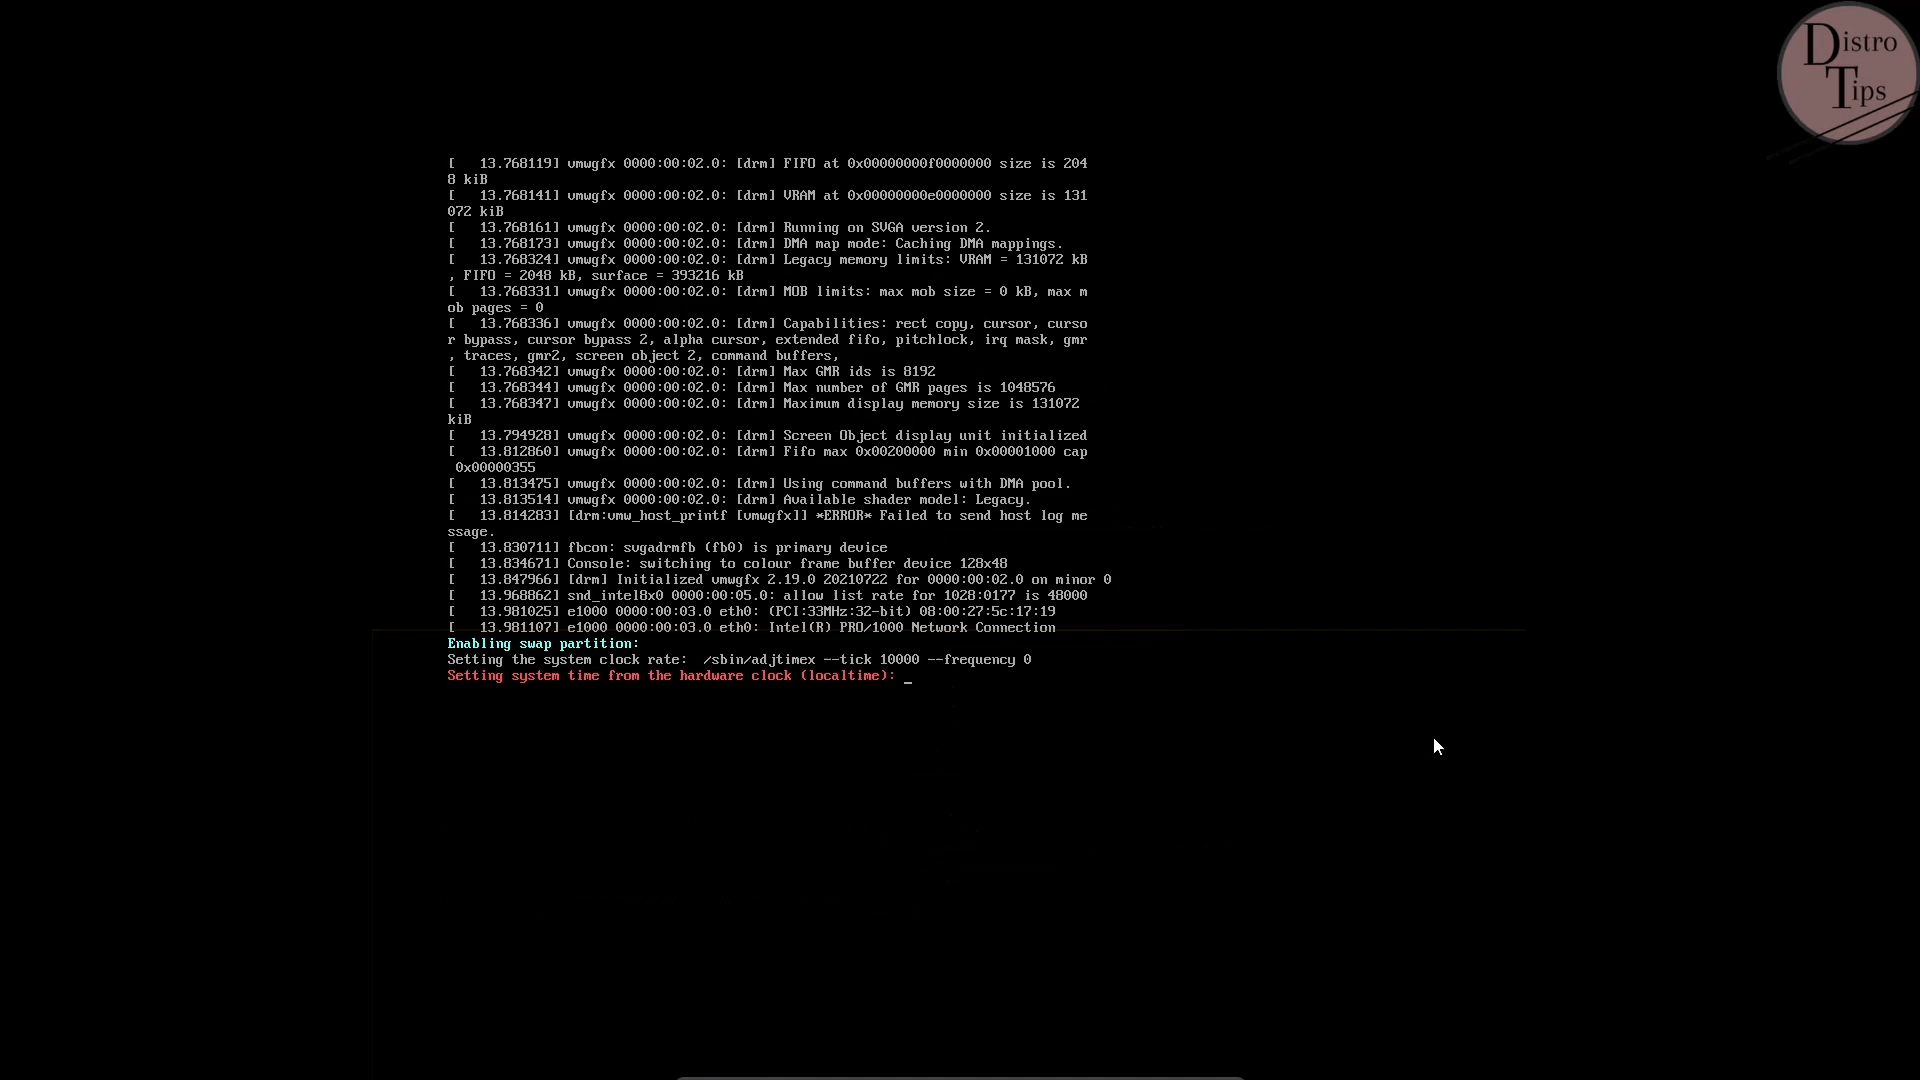 Distro
Tips
[   13.768119] vmwgfx 0000:00:02.0: [drm] FIFO at 0x00000000f0000000 size is 204
8 kiB
[   13.768141] vmwgfx 0000:00:02.0: [drm] VRAM at 0x00000000e0000000 size is 131
072 kiB
[   13.768161] vmwgfx 0000:00:02.0: [drm] Running on SVGA version 2.
[   13.768173] vmwgfx 0000:00:02.0: [drm] DMA map mode: Caching DMA mappings.
[   13.768324] vmwgfx 0000:00:02.0: [drm] Legacy memory limits: VRAM = 131072 kB
, FIFO = 2048 kB, surface = 393216 kB
[   13.768331] vmwgfx 0000:00:02.0: [drm] MOB limits: max mob size = 0 kB, max m
ob pages = 0
[   13.768336] vmwgfx 0000:00:02.0: [drm] Capabilities: rect copy, cursor, curso
r bypass, cursor bypass 2, alpha cursor, extended fifo, pitchlock, irq mask, gmr
, traces, gmr2, screen object 2, command buffers,
[   13.768342] vmwgfx 0000:00:02.0: [drm] Max GMR ids is 8192
[   13.768344] vmwgfx 0000:00:02.0: [drm] Max number of GMR pages is 1048576
[   13.768347] vmwgfx 0000:00:02.0: [drm] Maximum display memory size is 131072
kiB
[   13.794928] vmwgfx 0000:00:02.0: [drm] Screen Object display unit initialized
[   13.812860] vmwgfx 0000:00:02.0: [drm] Fifo max 0x00200000 min 0x00001000 cap
 0x00000355
[   13.813475] vmwgfx 0000:00:02.0: [drm] Using command buffers with DMA pool.
[   13.813514] vmwgfx 0000:00:02.0: [drm] Available shader model: Legacy.
[   13.814283] [drm:vmw_host_printf [vmwgfx]] *ERROR* Failed to send host log me
ssage.
[   13.830711] fbcon: svgadrmfb (fb0) is primary device
[   13.834671] Console: switching to colour frame buffer device 128x48
[   13.847966] [drm] Initialized vmwgfx 2.19.0 20210722 for 0000:00:02.0 on minor 0
[   13.968862] snd_intel8x0 0000:00:05.0: allow list rate for 1028:0177 is 48000
[   13.981025] e1000 0000:00:03.0 eth0: (PCI:33MHz:32-bit) 08:00:27:5c:17:19
[   13.981107] e1000 0000:00:03.0 eth0: Intel(R) PRO/1000 Network Connection
Enabling swap partition:
Setting the system clock rate:  /sbin/adjtimex --tick 10000 --frequency 0
Setting system time from the hardware clock (localtime): _